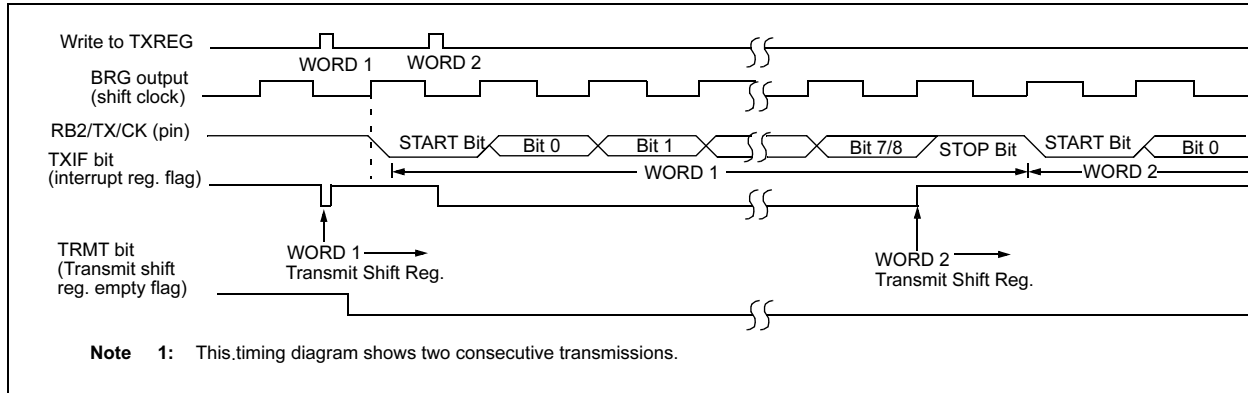 Write to TXREG
WORD 1
WORD 2
BRG output
(shift clock)
RB2/TX/CK (pin)
START Bit
Bit 0
Bit 1
Bit 7/8
STOP Bit
START Bit
Bit 0
TXIF bit
(interrupt reg. flag)
WORD 1
WORD 2
TRMT bit
(Transmit shift
reg. empty flag)
WORD 1
Transmit Shift Reg.
WORD 2
Transmit Shift Reg.
Note 1: This.timing diagram shows two consecutive transmissions.